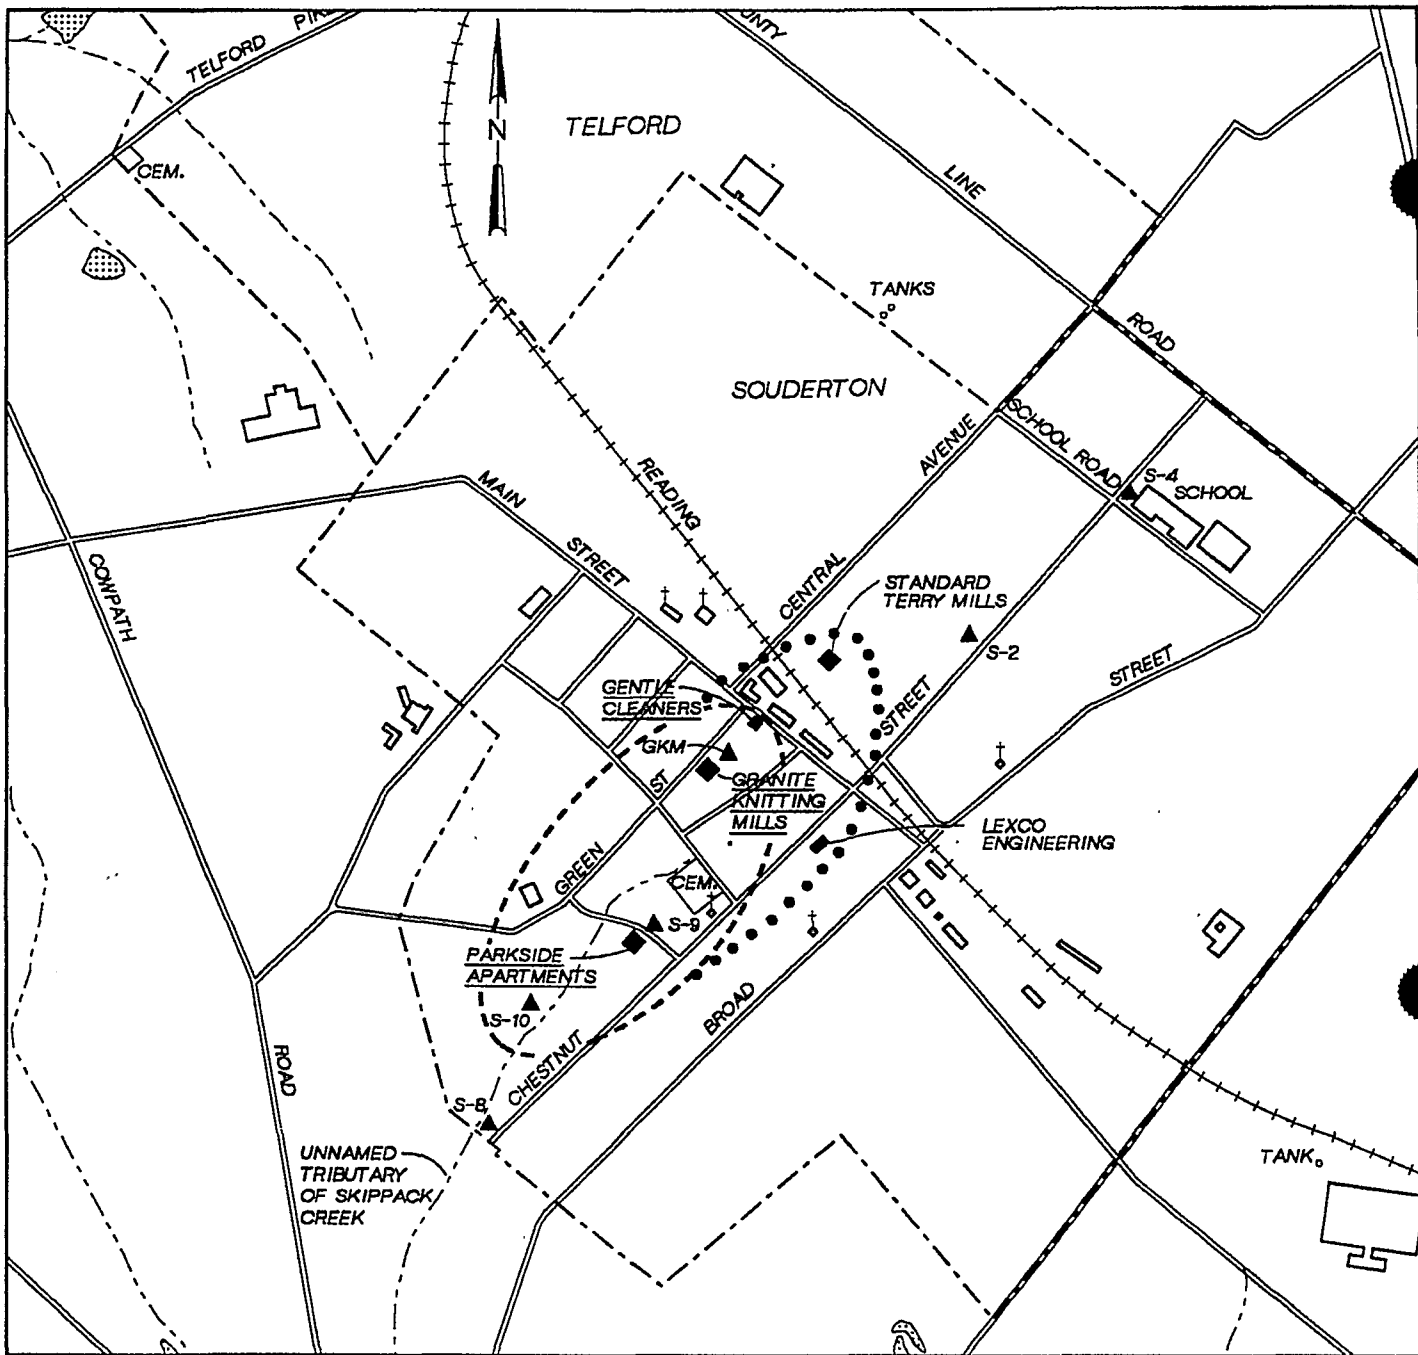 TELFORD PIKE
OUNTY
LINE
ROAD
N
TELFORD
CEM.
TANKS
SOUDERTON
AVENUE
SCHOOL ROAD
S-4
SCHOOL
MAIN
STREET
READING
CENTRAL
STANDARD
TERRY MILLS
S-2
STREET
STREET
COWPATH
ROAD
GENTLE
CLEANERS
GKM
GRANITE
KNITTING
MILLS
ST
GREEN
LEXCO
ENGINEERING
CEM.
S-9
PARKSIDE
APARTMENTS
S-10
BROAD
CHESTNUT
S-8
UNNAMED
TRIBUTARY
OF SKIPPACK
CREEK
TANK